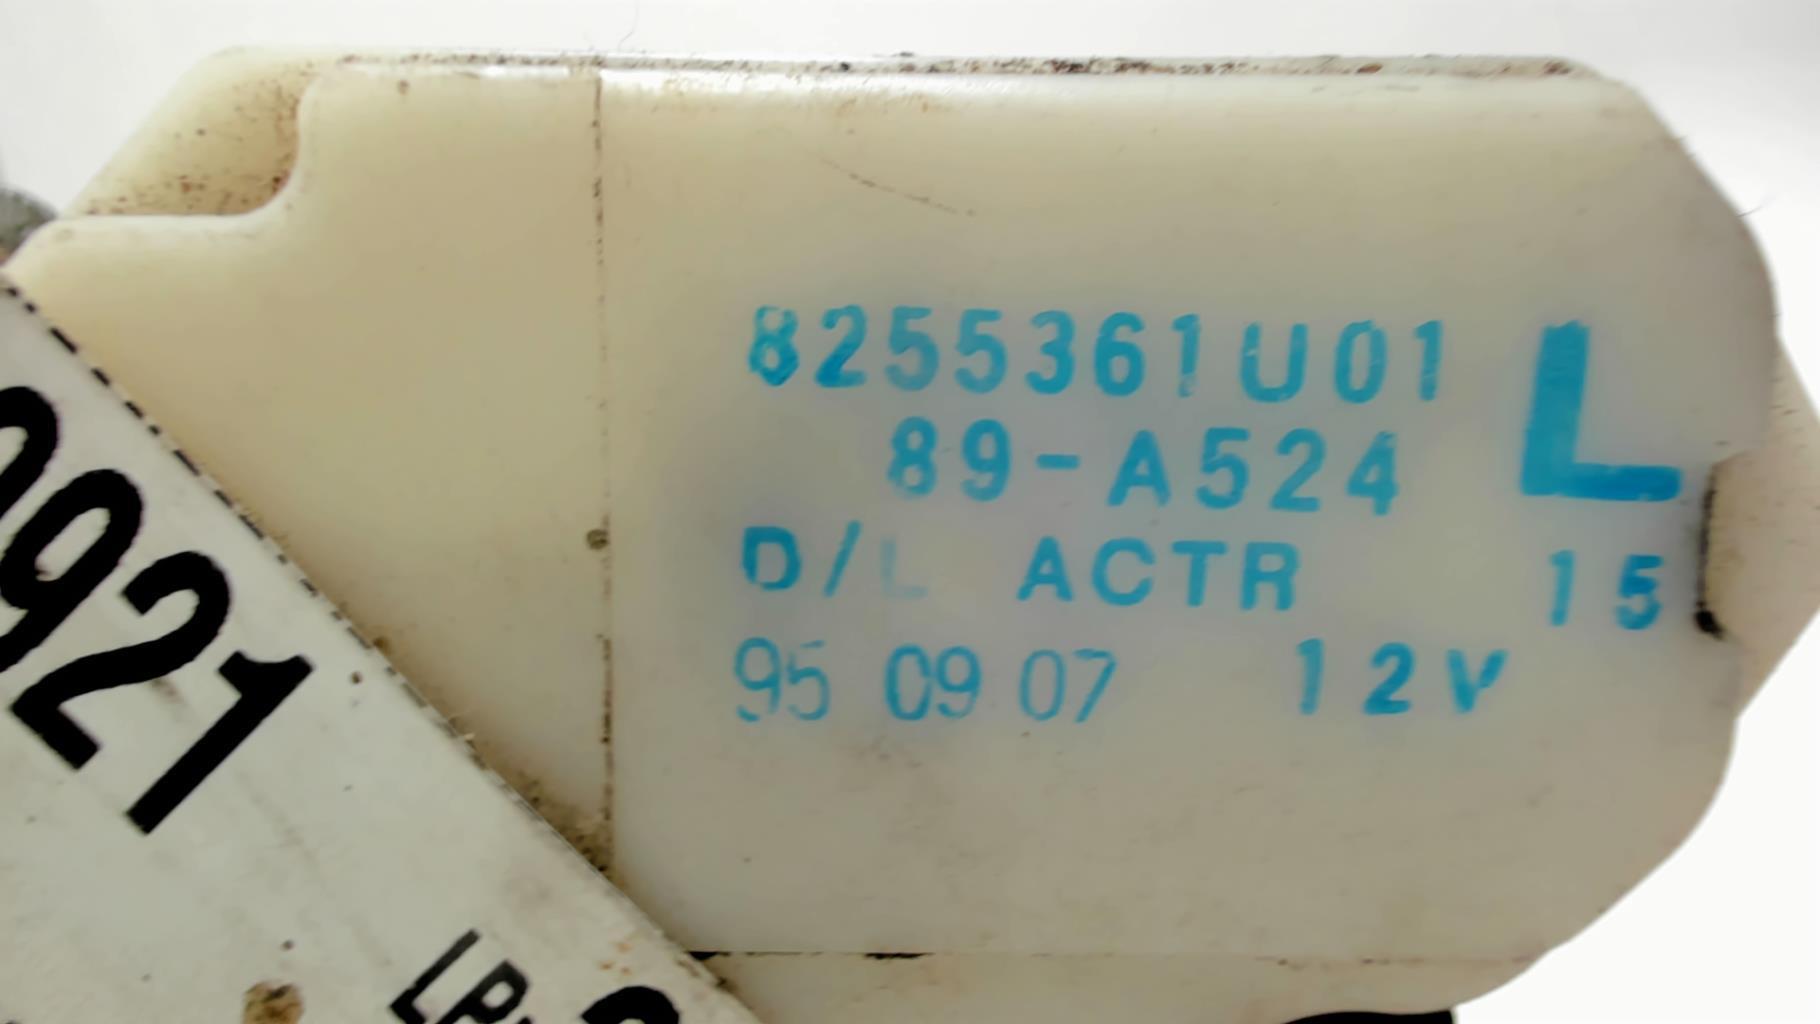 8255361U01 L
89-A524
D/L ACTR 15
95 09 07 12V
921